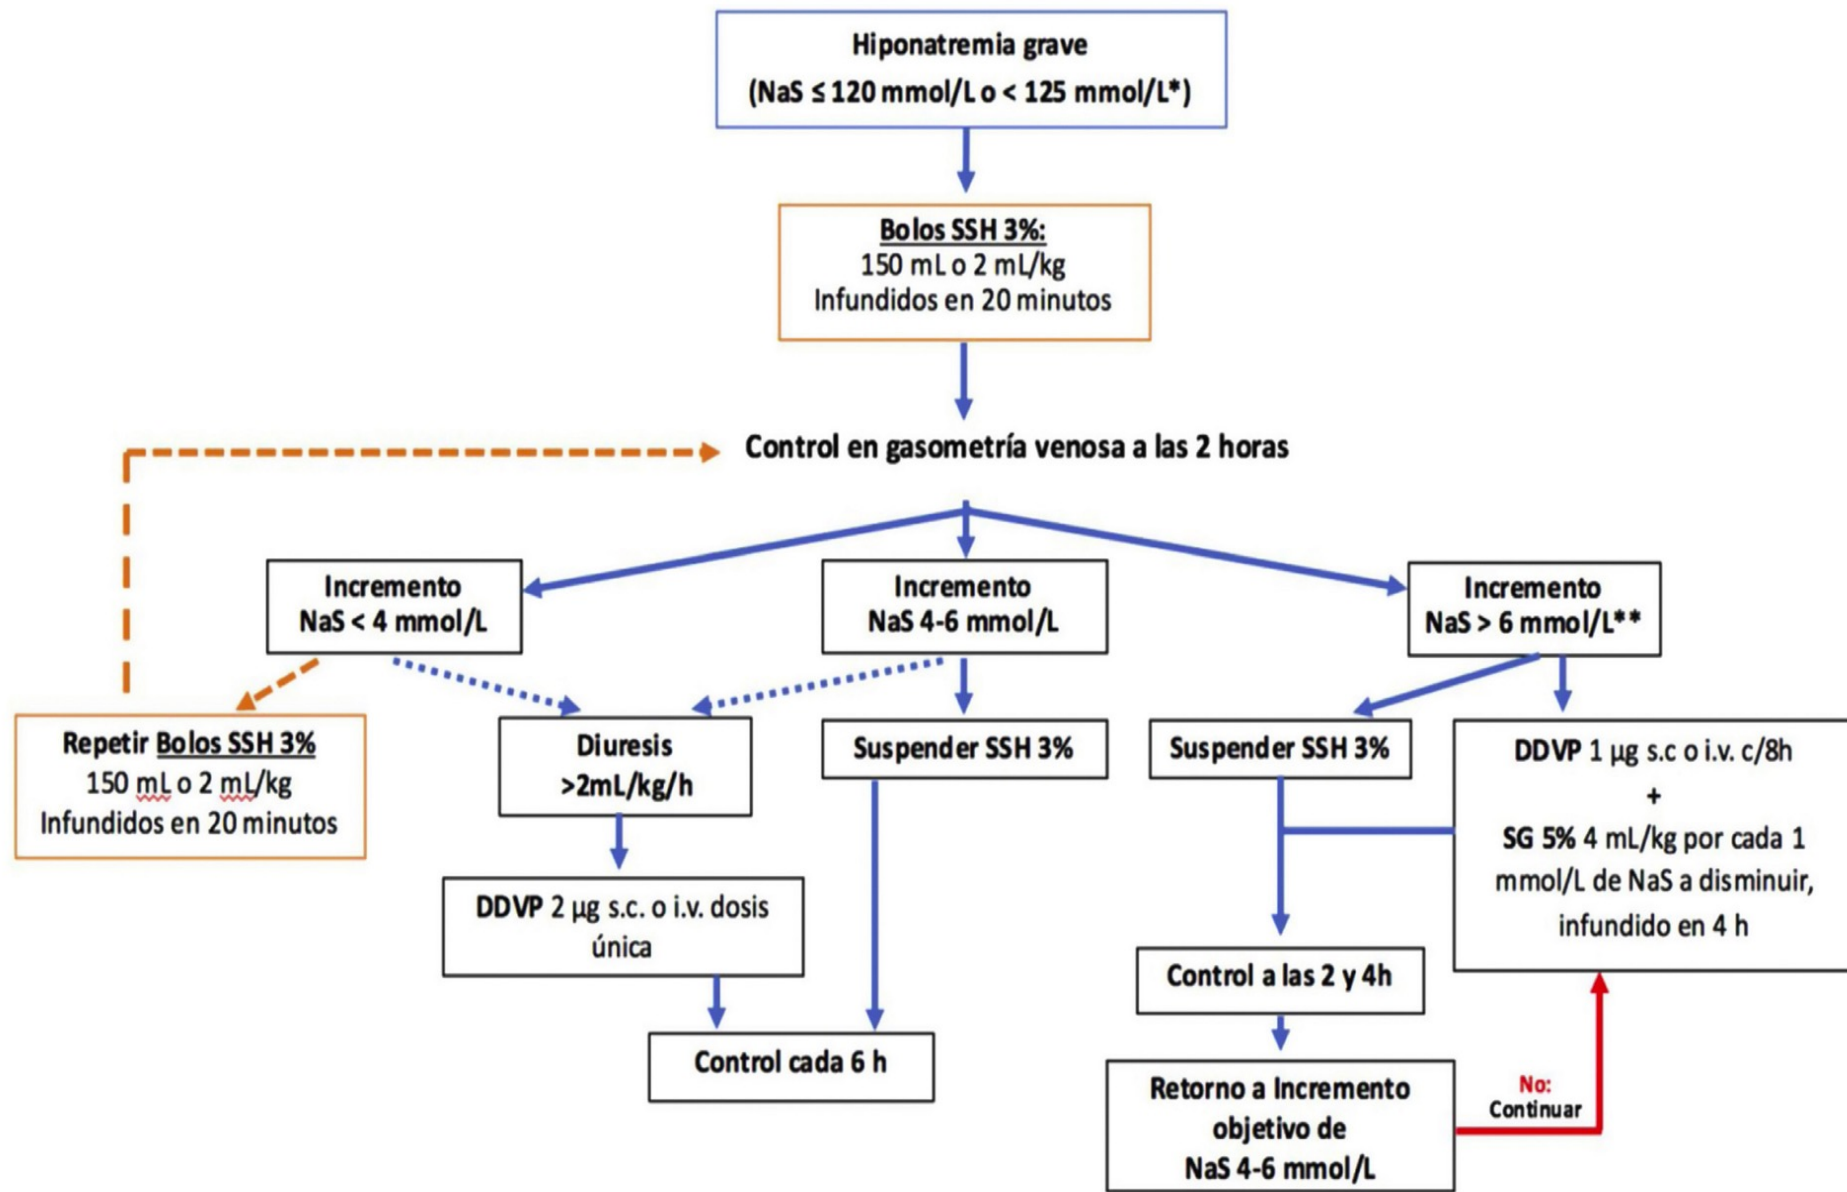 Hiponatremia grave
(NaS ≤ 120 mmol/L o < 125 mmol/L*)
Bolos SSH 3%:
150 mL o 2 mL/kg
Infundidos en 20 minutos
Control en gasometría venosa a las 2 horas
Incremento
NaS < 4 mmol/L
Incremento
NaS 4-6 mmol/L
Incremento
NaS > 6 mmol/L**
Repetir Bolos SSH 3%
150 mL o 2 mL/kg
Infundidos en 20 minutos
Diuresis
>2mL/kg/h
Suspender SSH 3%
Suspender SSH 3%
DDVP 1 µg s.c o i.v. c/8h
+
SG 5% 4 mL/kg por cada 1
mmol/L de NaS a disminuir,
infundido en 4 h
DDVP 2 µg s.c. o i.v. dosis
única
Control a las 2 y 4h
Control cada 6 h
Retorno a Incremento
objetivo de
NaS 4-6 mmol/L
No:
Continuar